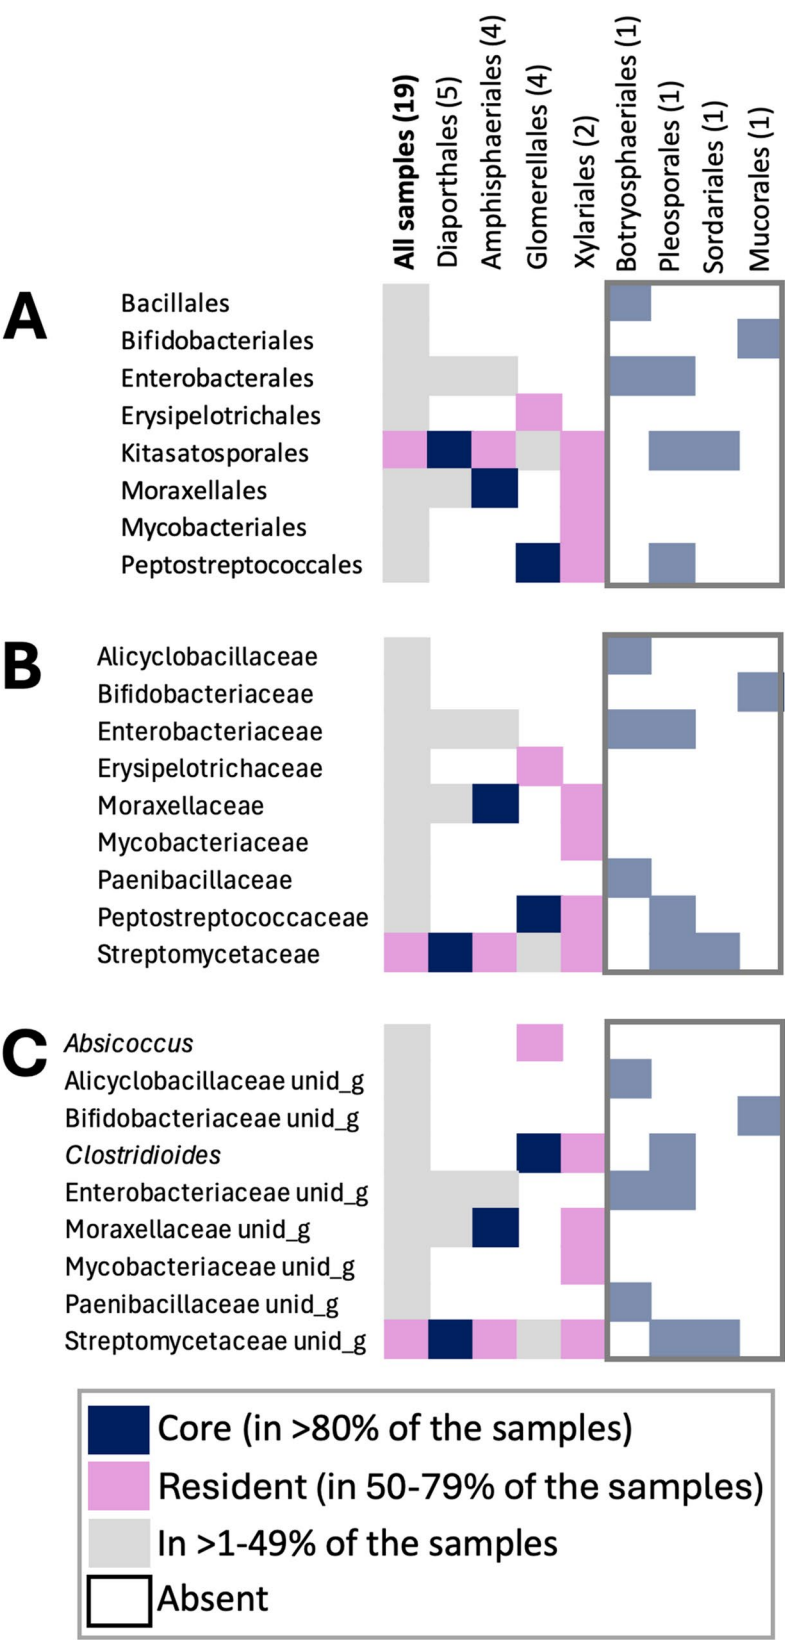 All samples (19)
Diaporthales (5)
Amphisphaeriales (4)
Glomerellales (4)
Xylariales (2)
Botryosphaeriales (1)
Pleosporales (1)
Sordariales (1)
Mucorales (1)
A
Bacillales
Bifidobacteriales
Enterobacterales
Erysipelotrichales
Kitasatosporales
Moraxellales
Mycobacteriales
Peptostreptococcales
B
Alicyclobacillaceae
Bifidobacteriaceae
Enterobacteriaceae
Erysipelotrichaceae
Moraxellaceae
Mycobacteriaceae
Paenibacillaceae
Peptostreptococcaceae
Streptomycetaceae
C
Absicoccus
Alicyclobacillaceae unid_g
Bifidobacteriaceae unid_g
Clostridioides
Enterobacteriaceae unid_g
Moraxellaceae unid_g
Mycobacteriaceae unid_g
Paenibacillaceae unid_g
Streptomycetaceae unid_g
Core (in >80% of the samples)
Resident (in 50-79% of the samples)
In >1-49% of the samples
Absent